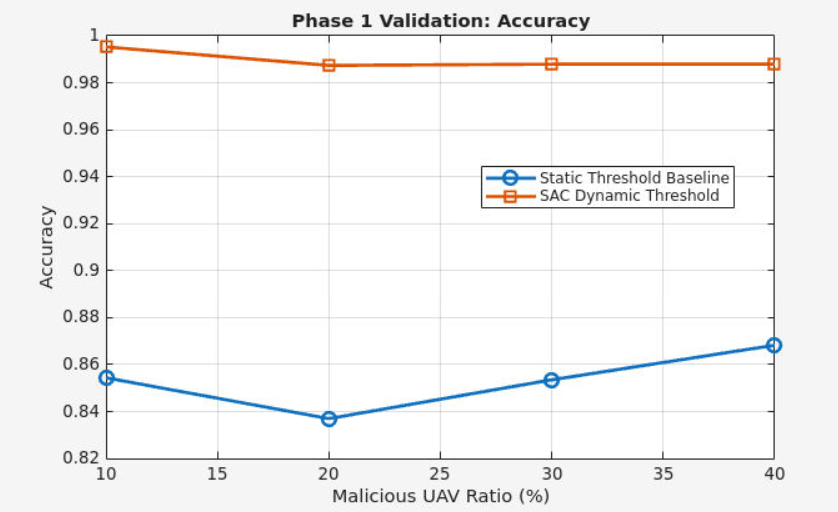 Phase 1 Validation: Accuracy
1
0.98
0.96
0.94
0.92
0.9
0.88
0.86
0.84
0.82
Accuracy
Static Threshold Baseline
SAC Dynamic Threshold
10 15 20 25 30 35 40
Malicious UAV Ratio (%)